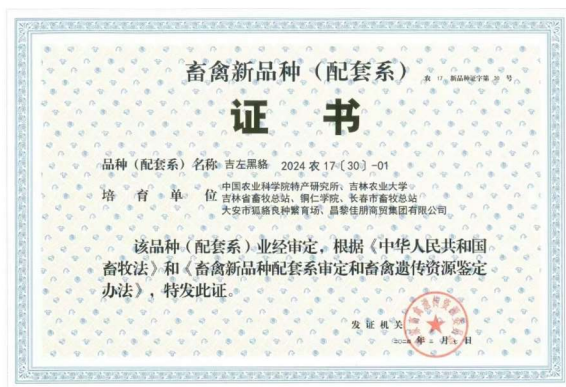 畜禽新品种（配套系） 农 17 新品种证字第 30 号
证 书
品种（配套系）名称 吉左黑貉 2024 农 17〔30〕-01
培育单位 中国农业科学院特产研究所、吉林农业大学
吉林省畜牧总站、铜仁学院、长春市畜牧总站
大安市狐貉良种繁育场、昌黎佳朋商贸集团有限公司
该品种（配套系）业经审定，根据《中华人民共和国
畜牧法》和《畜禽新品种配套系审定和畜禽遗传资源鉴定
办法》，特发此证。
发证机关
年 月 日